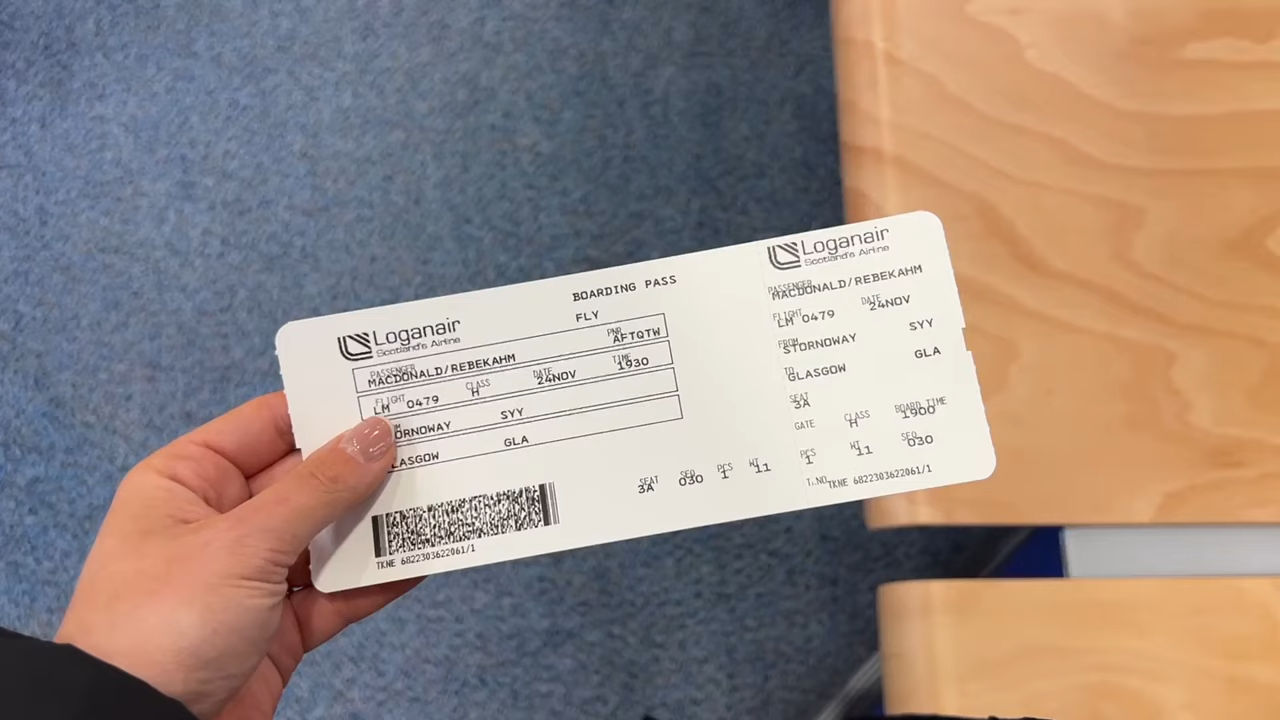 BOARDING PASS
Loganair
Scotland's Airline
FLY
PASSENGER PNR
MACDONALD/REBEKAHM AFTQTW
FLIGHT CLASS DATE TIME
LM 0479 H 24NOV 1930
ORNOWAY SYY
LASGOW GLA
SEAT SEQ PCS WT
3A 030 1 11
TKNE 6822303622061/1
Loganair
Scotland's Airline
PASSENGER
MACDONALD/REBEKAHM
FLIGHT DATE
LM 0479 24NOV
FROM
STORNOWAY SYY
TO
GLASGOW GLA
SEAT
3A
GATE CLASS BOARD TIME
H 1900
PCS WT SEQ
1 11 030
T.NO TKNE 6822303622061/1